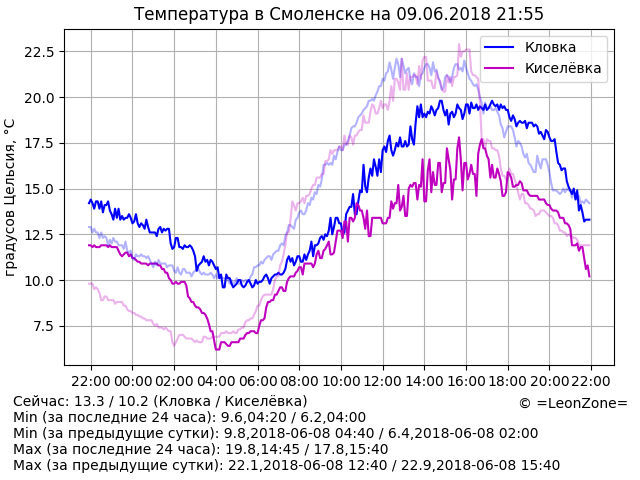 Температура в Смоленске на 09.06.2018 21:55
Кловка
Киселёвка
градусов Цельсия, °C
22.5
20.0
17.5
15.0
12.5
10.0
7.5
22:00 00:00 02:00 04:00 06:00 08:00 10:00 12:00 14:00 16:00 18:00 20:00 22:00
Сейчас: 13.3 / 10.2 (Кловка / Киселёвка)
© =LeonZone=
Min (за последние 24 часа): 9.6,04:20 / 6.2,04:00
Min (за предыдущие сутки): 9.8,2018-06-08 04:40 / 6.4,2018-06-08 02:00
Max (за последние 24 часа): 19.8,14:45 / 17.8,15:40
Max (за предыдущие сутки): 22.1,2018-06-08 12:40 / 22.9,2018-06-08 15:40